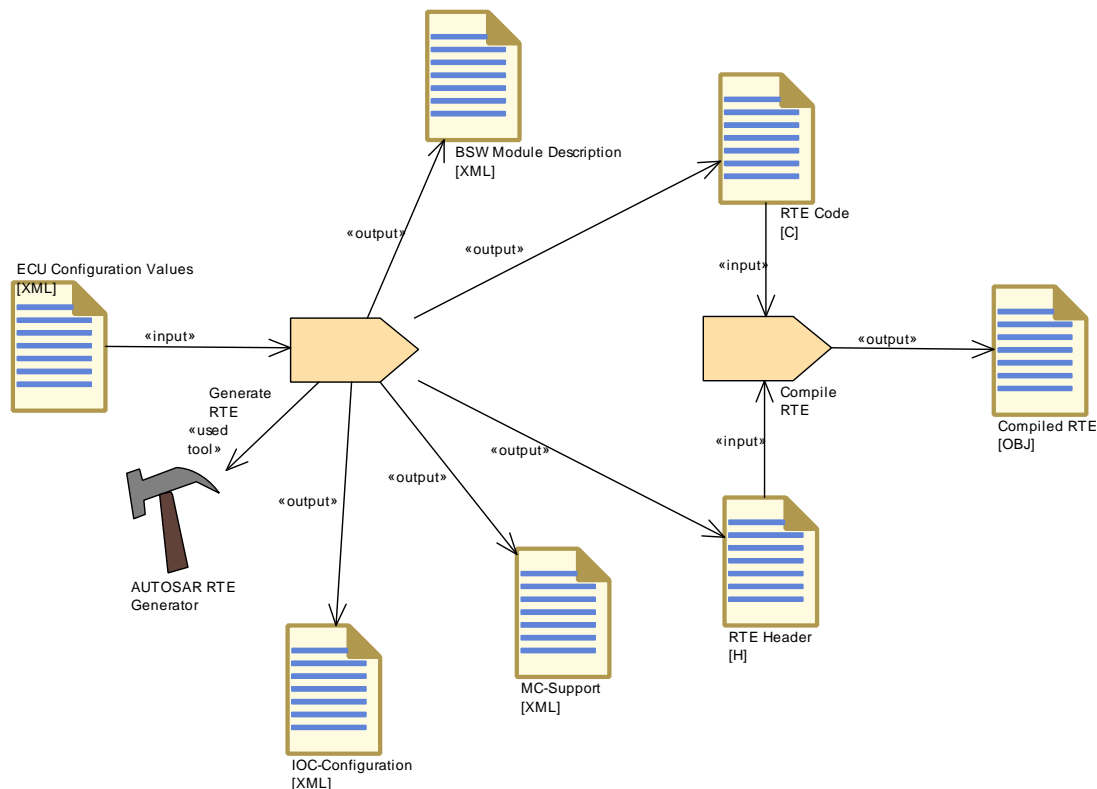 BSW Module Description
[XML]
«output»
«output»
RTE Code
[C]
ECU Configuration Values
[XML]
«input»
«input»
«output»
Generate
RTE
«used
tool»
Compile
RTE
Compiled RTE
[OBJ]
«input»
«output»
«output»
«output»
AUTOSAR RTE
Generator
RTE Header
[H]
MC-Support
[XML]
IOC-Configuration
[XML]